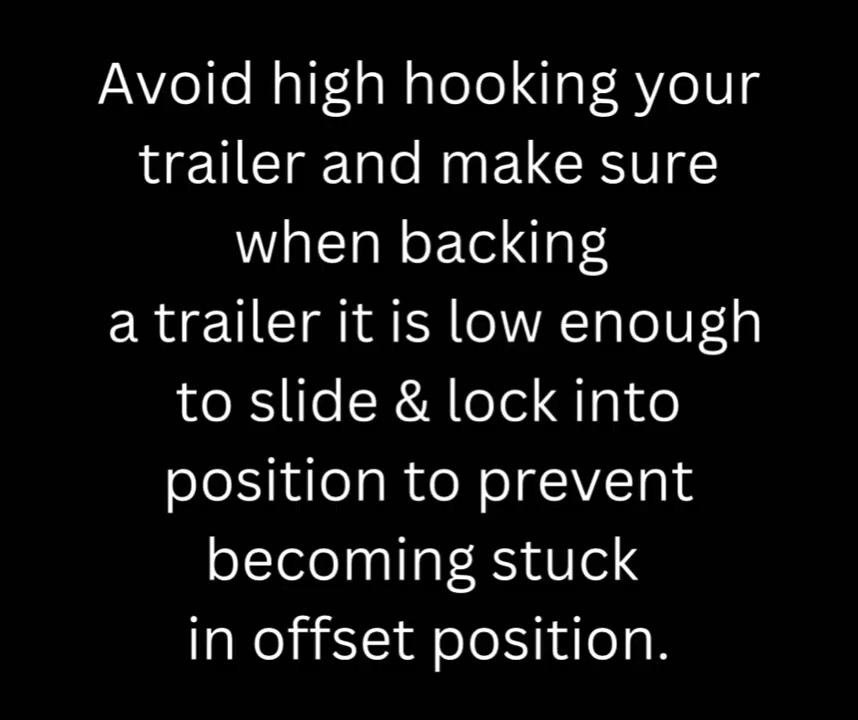 Avoid high hooking your
trailer and make sure
when backing
a trailer it is low enough
to slide & lock into
position to prevent
becoming stuck
in offset position.